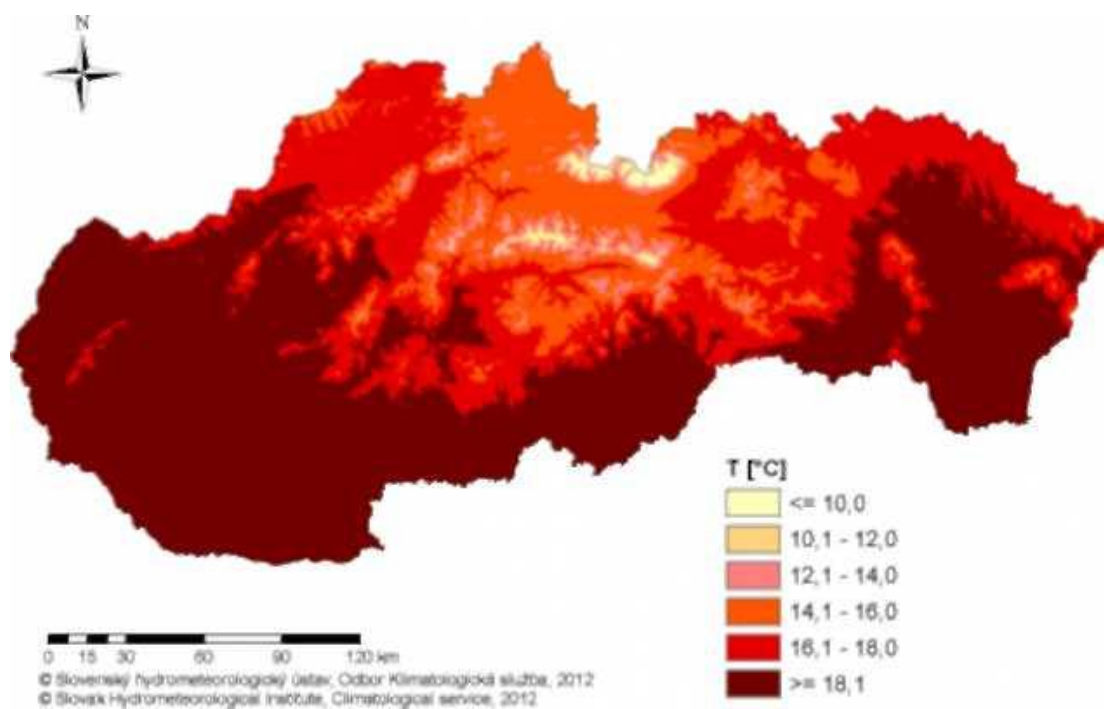 N
T [°C]
<= 10,0
10,1 - 12,0
12,1 - 14,0
14,1 - 16,0
16,1 - 18,0
>= 18,1
0 15 30 60 90 120 km
© Slovenský hydrometeorologický ústav, Odbor Klimatologická služba, 2012
© Slovak Hydrometeorological Institute, Climatological service, 2012